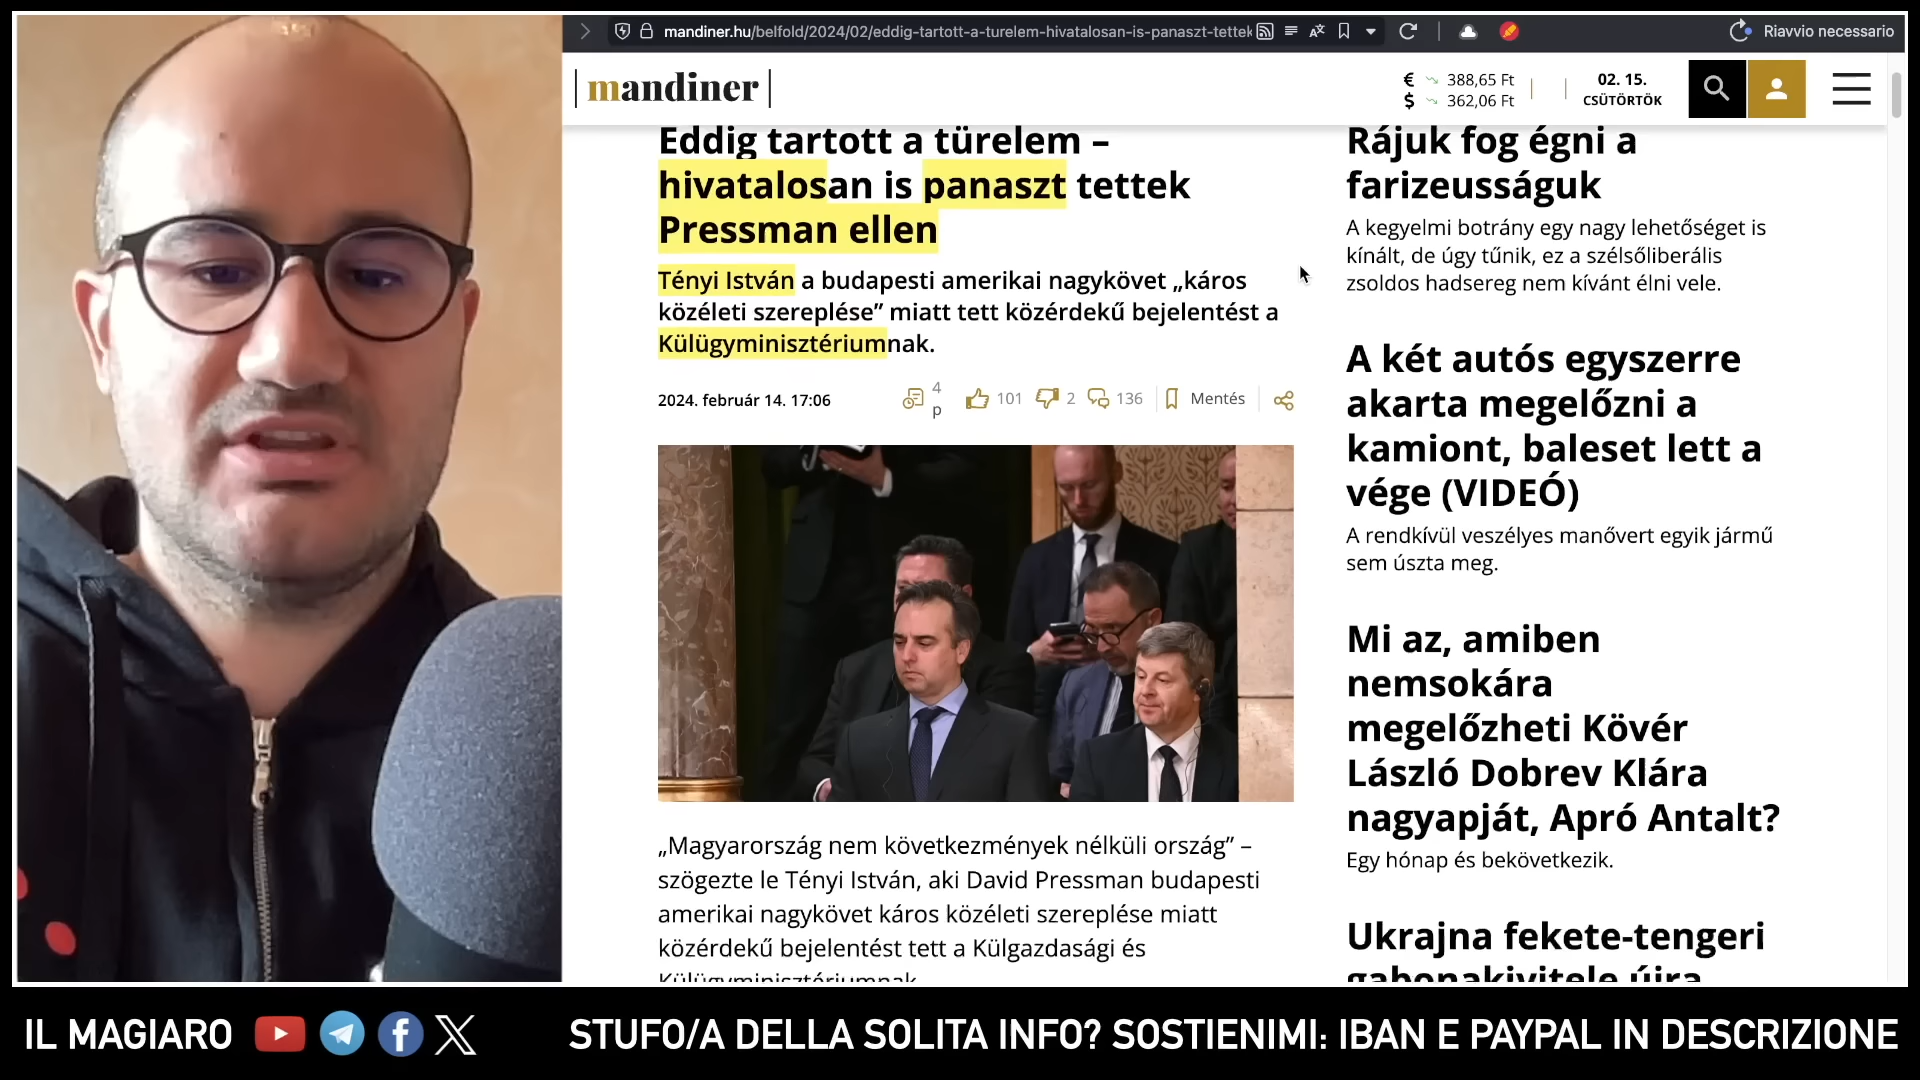 mandiner.hu/belfold/2024/02/eddig-tartott-a-turelem-hivatalosan-is-panaszt-tettek
Riavvio necessario
mandiner
€ 388,65 Ft
$ 362,06 Ft
02. 15.
CSÜTÖRTÖK
Eddig tartott a türelem –
hivatalosan is panaszt tettek
Pressman ellen
Tényi István a budapesti amerikai nagykövet „káros
közéleti szereplése” miatt tett közérdekű bejelentést a
Külügyminisztériumnak.
2024. február 14. 17:06
4
p
101
2
136
Mentés
„Magyarország nem következmények nélküli ország” –
szögezte le Tényi István, aki David Pressman budapesti
amerikai nagykövet káros közéleti szereplése miatt
közérdekű bejelentést tett a Külgazdasági és
Külügyminisztériumnak
Rájuk fog égni a
farizeusságuk
A kegyelmi botrány egy nagy lehetőséget is
kínált, de úgy tűnik, ez a szélsőliberális
zsoldos hadsereg nem kívánt élni vele.
A két autós egyszerre
akarta megelőzni a
kamiont, baleset lett a
vége (VIDEÓ)
A rendkívül veszélyes manővert egyik jármű
sem úszta meg.
Mi az, amiben
nemsokára
megelőzheti Kövér
László Dobrev Klára
nagyapját, Apró Antalt?
Egy hónap és bekövetkezik.
Ukrajna fekete-tengeri
gabonakivitele újra
IL MAGIARO
STUFO/A DELLA SOLITA INFO? SOSTIENIMI: IBAN E PAYPAL IN DESCRIZIONE